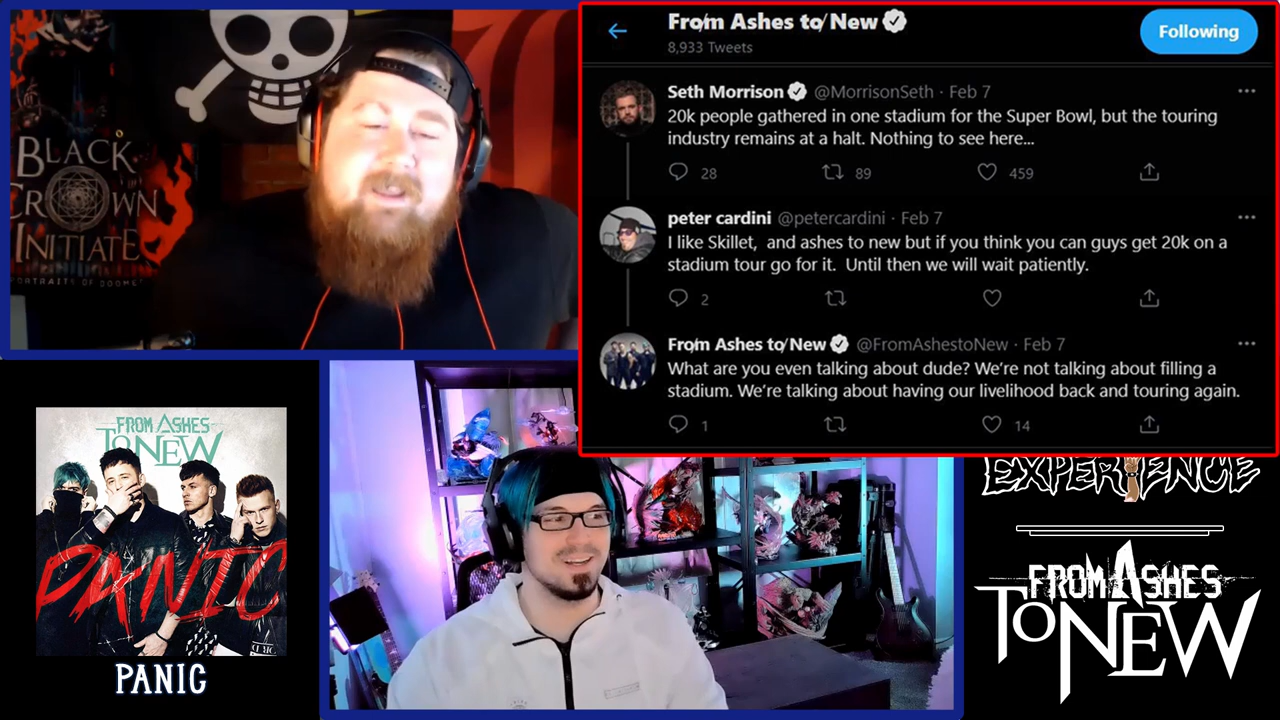 BLACK
CROWN
INITIATE
PORTRAITS OF DOOMED
From Ashes to New
8,933 Tweets
Following
Seth Morrison @MorrisonSeth · Feb 7
20k people gathered in one stadium for the Super Bowl, but the touring
industry remains at a halt. Nothing to see here...
28 89 459
peter cardini @petercardini · Feb 7
I like Skillet, and ashes to new but if you think you can guys get 20k on a
stadium tour go for it. Until then we will wait patiently.
2
From Ashes to New @FromAshestoNew · Feb 7
What are you even talking about dude? We're not talking about filling a
stadium. We're talking about having our livelihood back and touring again.
1 14
FROM ASHES
TO NEW
PANIC
PANIC
EXPERIENCE
FROM ASHES
TO NEW